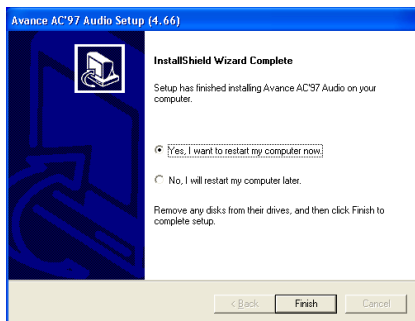 Avance AC'97 Audio Setup (4.66)
InstallShield Wizard Complete
Setup has finished installing Avance AC'97 Audio on your
computer.
Yes, I want to restart my computer now.
No, I will restart my computer later.
Remove any disks from their drives, and then click Finish to
complete setup.
< Back
Finish
Cancel